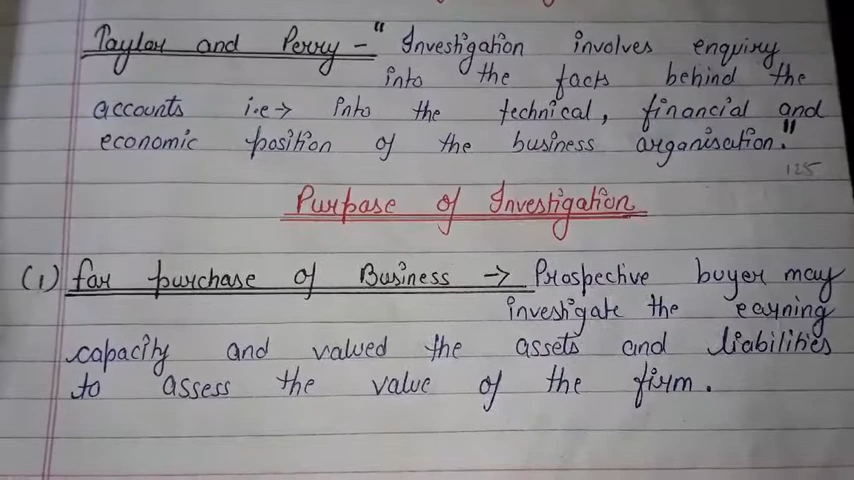 Taylor and Perry - " Investigation involves enquiry
into the facts behind the
accounts i.e → into the technical, financial and
economic position of the business organisation."
125
Purpose of Investigation
(1) for purchase of Business → Prospective buyer may
investigate the earning
capacity and valued the assets and liabilities
to assess the value of the firm.